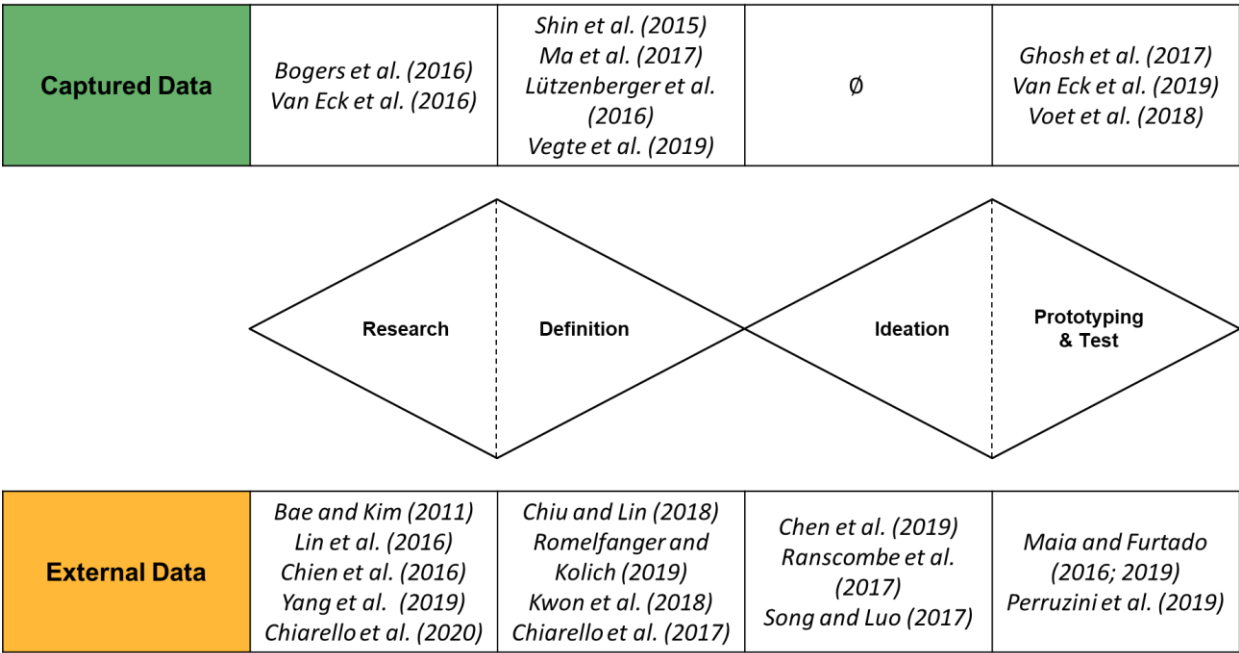 Captured Data
Bogers et al. (2016)
Van Eck et al. (2016)
Shin et al. (2015)
Ma et al. (2017)
Lützenberger et al.
(2016)
Vegte et al. (2019)
Ø
Ghosh et al. (2017)
Van Eck et al. (2019)
Voet et al. (2018)
Research
Definition
Ideation
Prototyping
& Test
External Data
Bae and Kim (2011)
Lin et al. (2016)
Chien et al. (2016)
Yang et al. (2019)
Chiarello et al. (2020)
Chiu and Lin (2018)
Romelfanger and
Kolich (2019)
Kwon et al. (2018)
Chiarello et al. (2017)
Chen et al. (2019)
Ranscombe et al.
(2017)
Song and Luo (2017)
Maia and Furtado
(2016; 2019)
Perruzini et al. (2019)